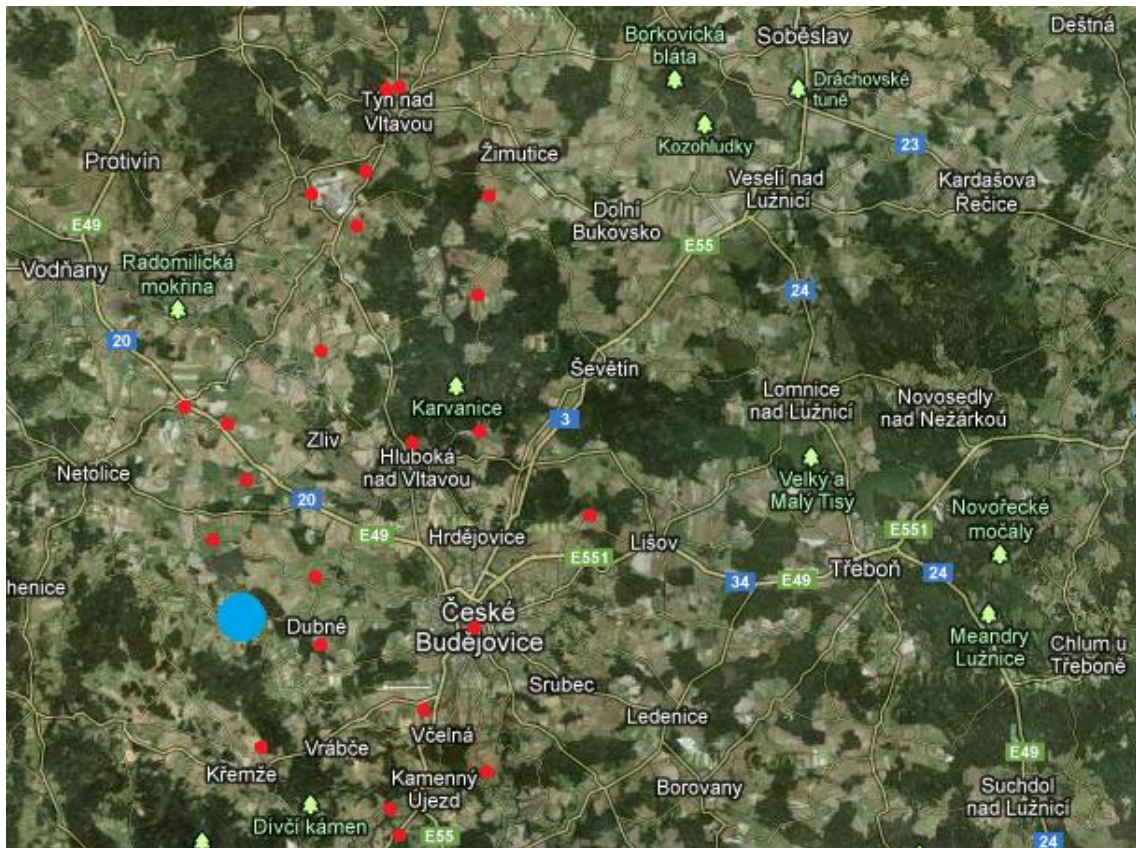 Borkovická
bláta
Soběslav
Deštná
Dráchovské
tůně
Týn nad
Vltavou
Kozohludky
23
Protivín
Žimutice
Veselí nad
Lužnicí
Kardašova
Řečice
Dolní
Bukovsko
E49
E55
Vodňany
Radomilická
mokřina
24
20
Ševětín
Karvanice
Lomnice
nad Lužnicí
Novosedly
nad Nežárkou
3
Zliv
Hluboká
nad Vltavou
Netolice
Velký a
Malý Tisý
20
Novořecké
močály
E49
Hrdějovice
E551
Lišov
E551
henice
34
E49
Třeboň
24
České
Budějovice
Dubné
Meandry
Lužnice
Chlum u
Třeboně
Srubec
Ledenice
Včelná
Vrábče
E49
Křemže
Kamenný
Újezd
Borovany
Suchdol
nad Lužnicí
Dívčí kámen
E55
24